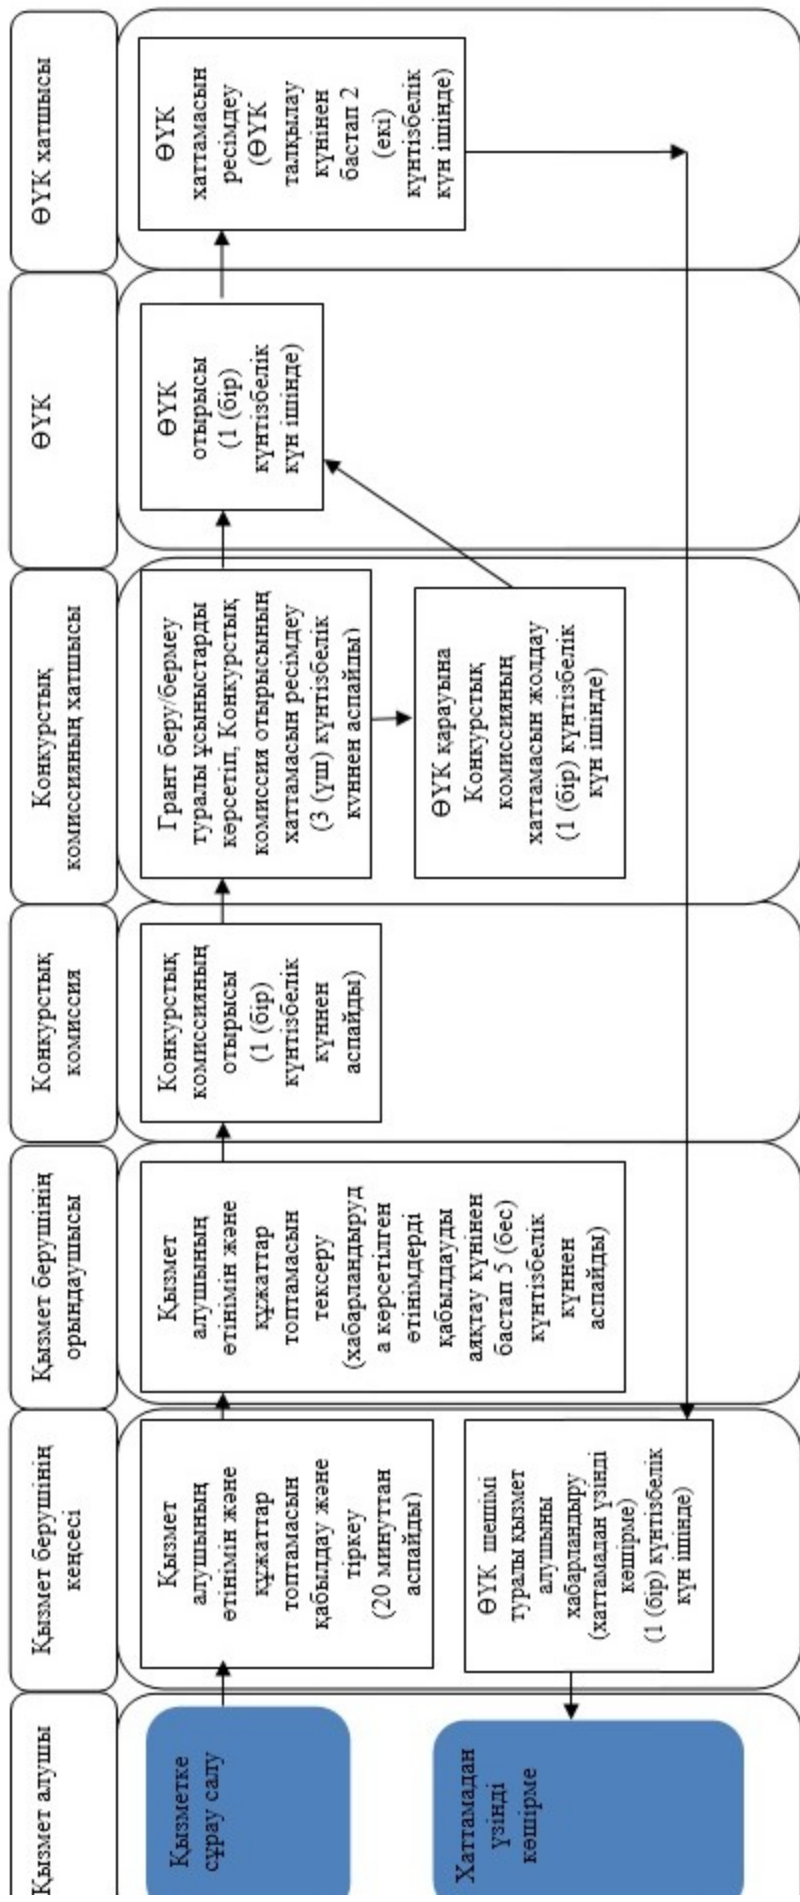 Қызмет алушы
Қызмет берушінің
кеңсесі
Қызмет берушінің
орындаушысы
Конкурстық
комиссия
Конкурстық
комиссияның хатшысы
ӨҮК
ӨҮК хатшысы
Қызметке
сұрау салу
Қызмет
алушының
өтінімін және
құжаттар
топтамасын
қабылдау және
тіркеу
(20 минуттан
аспайды)
Қызмет
алушының
өтінімін және
құжаттар
топтамасын
тексеру
(хабарландыруд
а көрсетілген
өтінімдерді
қабылдауды
аяқтау күнінен
бастап 5 (бес)
күнтізбелік
күннен
аспайды)
Конкурстық
комиссияның
отырысы
(1 (бір)
күнтізбелік
күннен
аспайды)
Грант беру/бермеу
туралы ұсыныстарды
көрсетіп, Конкурстық
комиссия отырысының
хаттамасын ресімдеу
(3 (үш) күнтізбелік
күннен аспайды)
ӨҮК қарауына
Конкурстық
комиссияның
хаттамасын жолдау
(1 (бір) күнтізбелік
күн ішінде)
ӨҮК
отырысы
(1 (бір)
күнтізбелік
күн ішінде)
ӨҮК
хаттамасын
ресімдеу
(ӨҮК
талқылау
күнінен
бастап 2
(екі)
күнтізбелік
күн ішінде)
ӨҮК шешімі
туралы қызмет
алушыны
хабарландыру
(хаттамадан үзінді
көшірме)
(1 (бір) күнтізбелік
күн ішінде)
Хаттамадан
үзінді
көшірме